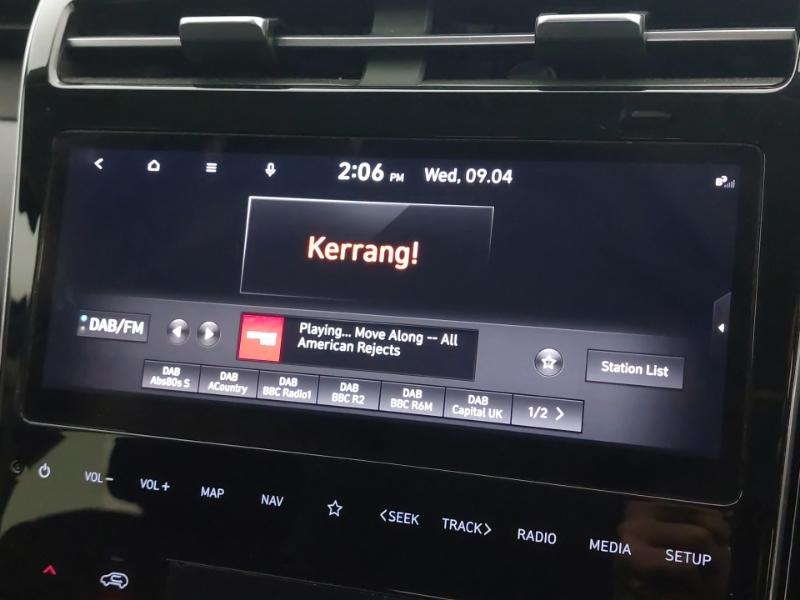 2:06 PM Wed, 09.04
Kerrang!
DAB/FM
Playing... Move Along -- All
American Rejects
Station List
DAB
Abs80s S
DAB
ACountry
DAB
BBC Radio1
DAB
BBC R2
DAB
BBC R6M
DAB
Capital UK
1/2 >
VOL−
VOL+
MAP
NAV
<SEEK
TRACK>
RADIO
MEDIA
SETUP